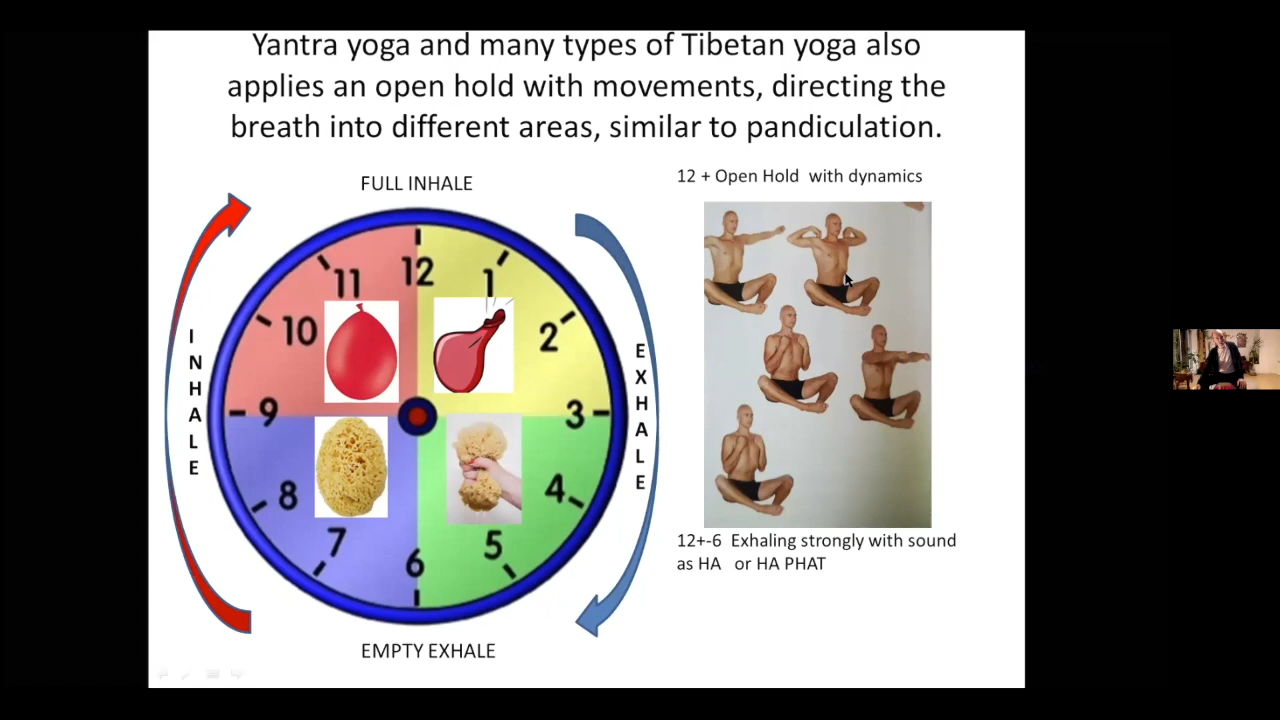 Yantra yoga and many types of Tibetan yoga also
applies an open hold with movements, directing the
breath into different areas, similar to pandiculation.
FULL INHALE
12 + Open Hold with dynamics
INHALE
12
1
2
3
4
5
6
7
8
9
10
11
EXHALE
12+-6 Exhaling strongly with sound
as HA or HA PHAT
EMPTY EXHALE